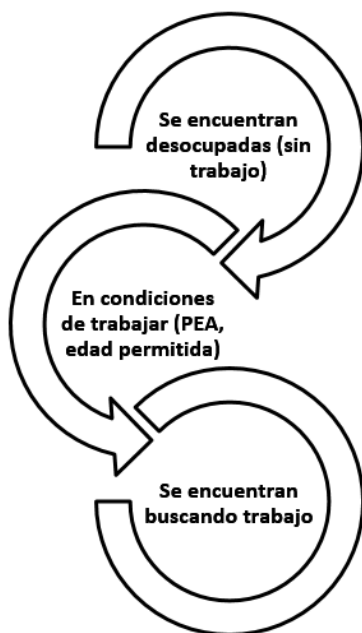 Se encuentran
desocupadas (sin
trabajo)
En condiciones
de trabajar (PEA,
edad permitida)
Se encuentran
buscando trabajo